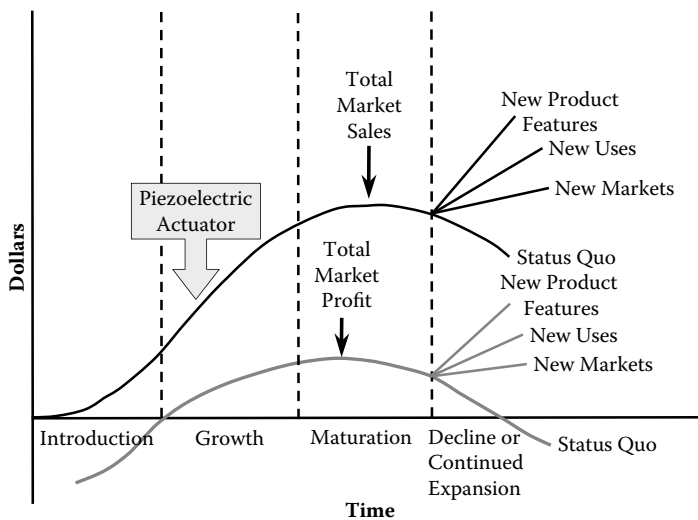 Dollars
Piezoelectric
Actuator
Total
Market
Sales
New Product
Features
New Uses
New Markets
Status Quo
Total
Market
Profit
New Product
Features
New Uses
New Markets
Status Quo
Introduction
Growth
Maturation
Decline or
Continued
Expansion
Time